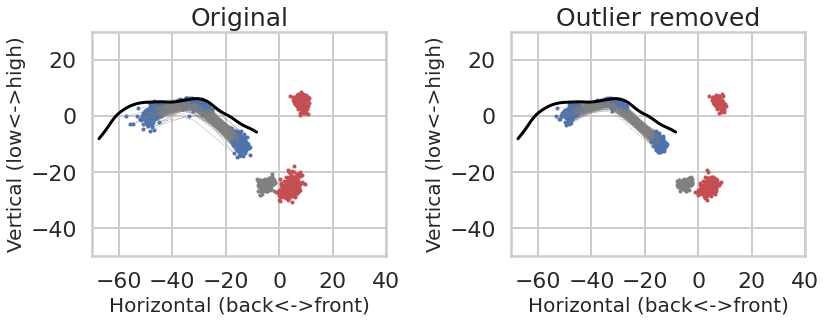 Original
Vertical (low<->high)
20
0
−20
−40
−60 −40 −20 0 20 40
Horizontal (back<->front)
Outlier removed
Vertical (low<->high)
20
0
−20
−40
−60 −40 −20 0 20 40
Horizontal (back<->front)